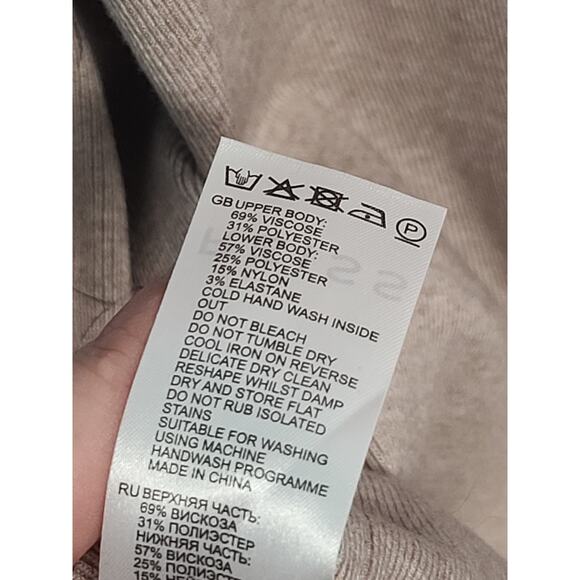 P
GB UPPER BODY:
69% VISCOSE
31% POLYESTER
LOWER BODY:
57% VISCOSE
25% POLYESTER
15% NYLON
3% ELASTANE
COLD HAND WASH INSIDE
OUT
DO NOT BLEACH
DO NOT TUMBLE DRY
COOL IRON ON REVERSE
DELICATE DRY CLEAN
RESHAPE WHILST DAMP
DRY AND STORE FLAT
DO NOT RUB ISOLATED
STAINS
SUITABLE FOR WASHING
USING MACHINE
HANDWASH PROGRAMME
MADE IN CHINA
RU ВЕРХНЯЯ ЧАСТЬ:
69% ВИСКОЗА
31% ПОЛИЭСТЕР
НИЖНЯЯ ЧАСТЬ:
57% ВИСКОЗА
25% ПОЛИЭСТЕР
15%